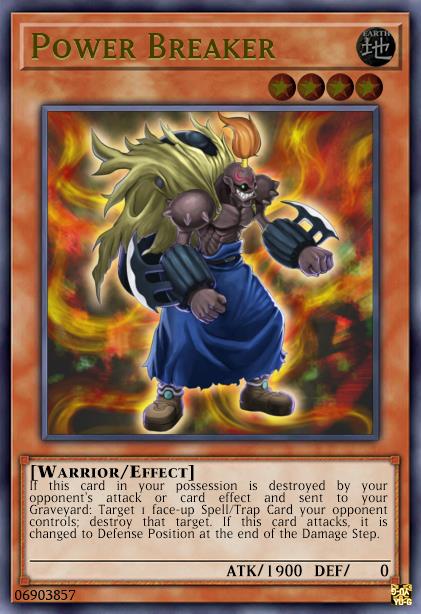 Power Breaker
EARTH
地
[Warrior/Effect]
If this card in your possession is destroyed by your
opponent's attack or card effect and sent to your
Graveyard: Target 1 face-up Spell/Trap Card your opponent
controls; destroy that target. If this card attacks, it is
changed to Defense Position at the end of the Damage Step.
ATK/1900 DEF/ 0
06903857